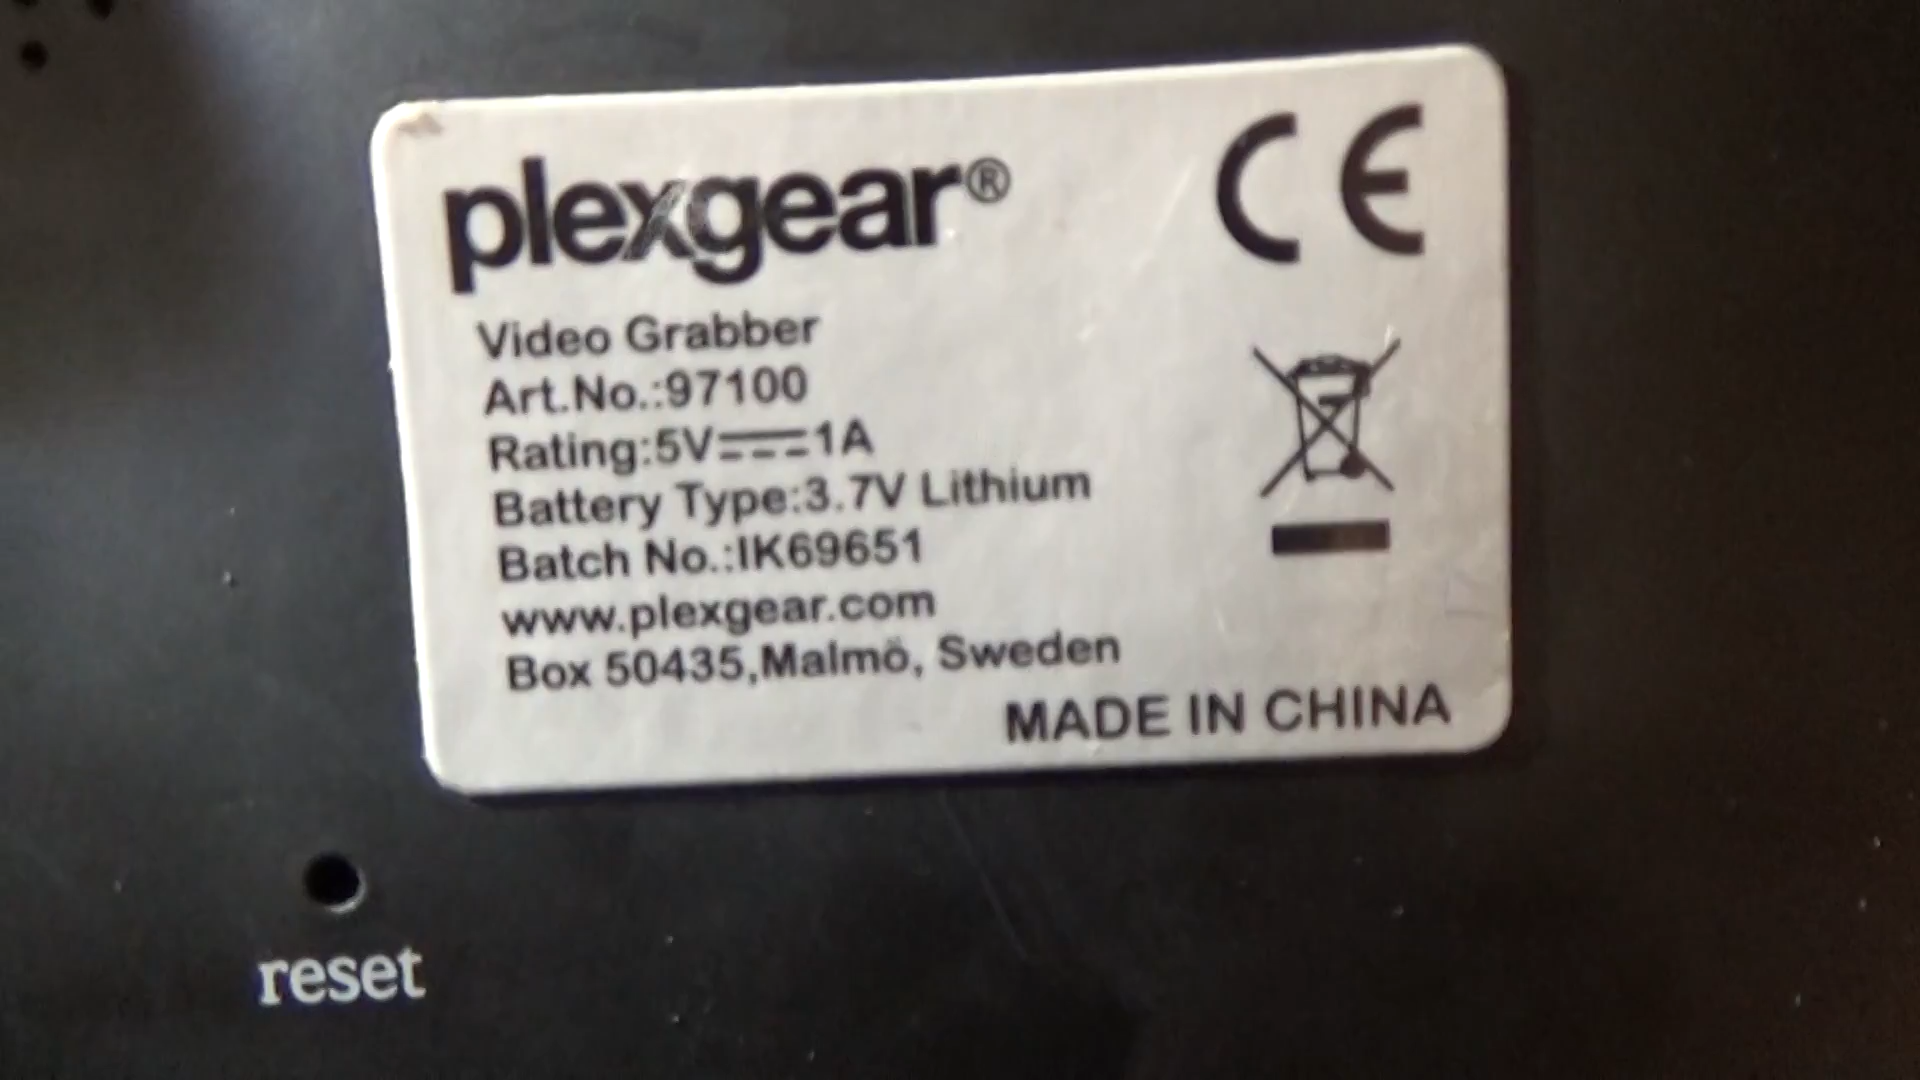 plexgear®
CE
Video Grabber
Art.No.:97100
Rating:5V⎓1A
Battery Type:3.7V Lithium
Batch No.:IK69651
www.plexgear.com
Box 50435,Malmö, Sweden
MADE IN CHINA
reset